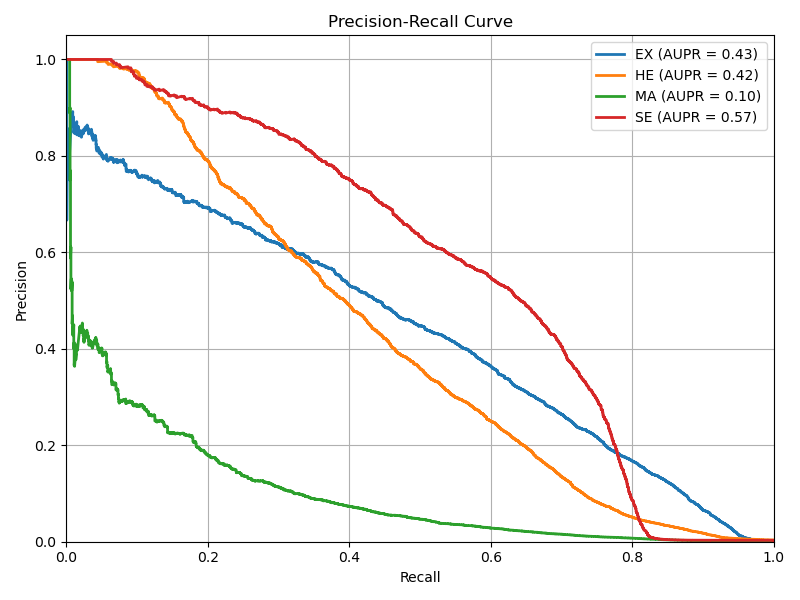 Precision-Recall Curve
EX (AUPR = 0.43)
HE (AUPR = 0.42)
MA (AUPR = 0.10)
SE (AUPR = 0.57)
Precision
1.0
0.8
0.6
0.4
0.2
0.0
0.0 0.2 0.4 0.6 0.8 1.0
Recall